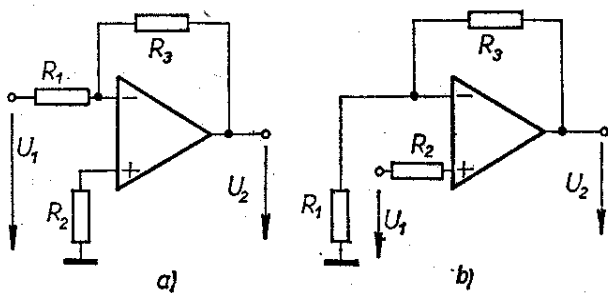 R₁
R₃
−
+
U₁
R₂
U₂
a)
R₃
−
R₂
+
R₁
U₁
U₂
b)